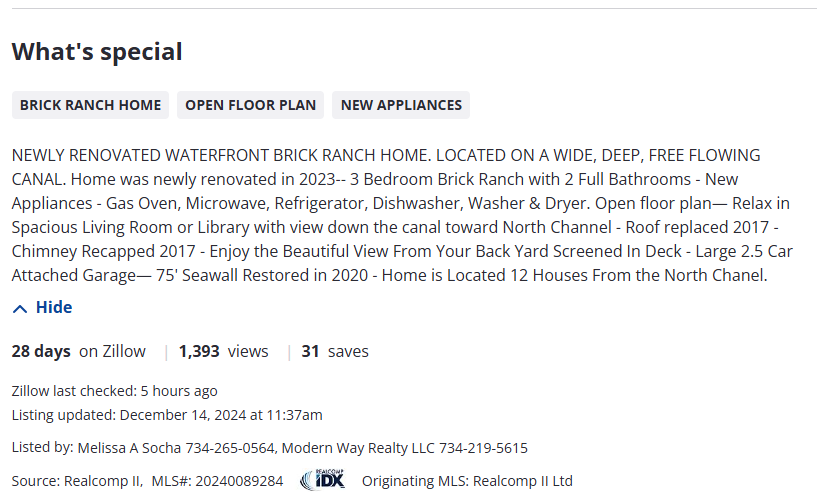 What's special
BRICK RANCH HOME OPEN FLOOR PLAN NEW APPLIANCES
NEWLY RENOVATED WATERFRONT BRICK RANCH HOME. LOCATED ON A WIDE, DEEP, FREE FLOWING
CANAL. Home was newly renovated in 2023-- 3 Bedroom Brick Ranch with 2 Full Bathrooms - New
Appliances - Gas Oven, Microwave, Refrigerator, Dishwasher, Washer & Dryer. Open floor plan— Relax in
Spacious Living Room or Library with view down the canal toward North Channel - Roof replaced 2017 -
Chimney Recapped 2017 - Enjoy the Beautiful View From Your Back Yard Screened In Deck - Large 2.5 Car
Attached Garage— 75' Seawall Restored in 2020 - Home is Located 12 Houses From the North Chanel.
Hide
28 days on Zillow | 1,393 views | 31 saves
Zillow last checked: 5 hours ago
Listing updated: December 14, 2024 at 11:37am
Listed by: Melissa A Socha 734-265-0564, Modern Way Realty LLC 734-219-5615
Source: Realcomp II, MLS#: 20240089284 REALCOMP IDX Originating MLS: Realcomp II Ltd